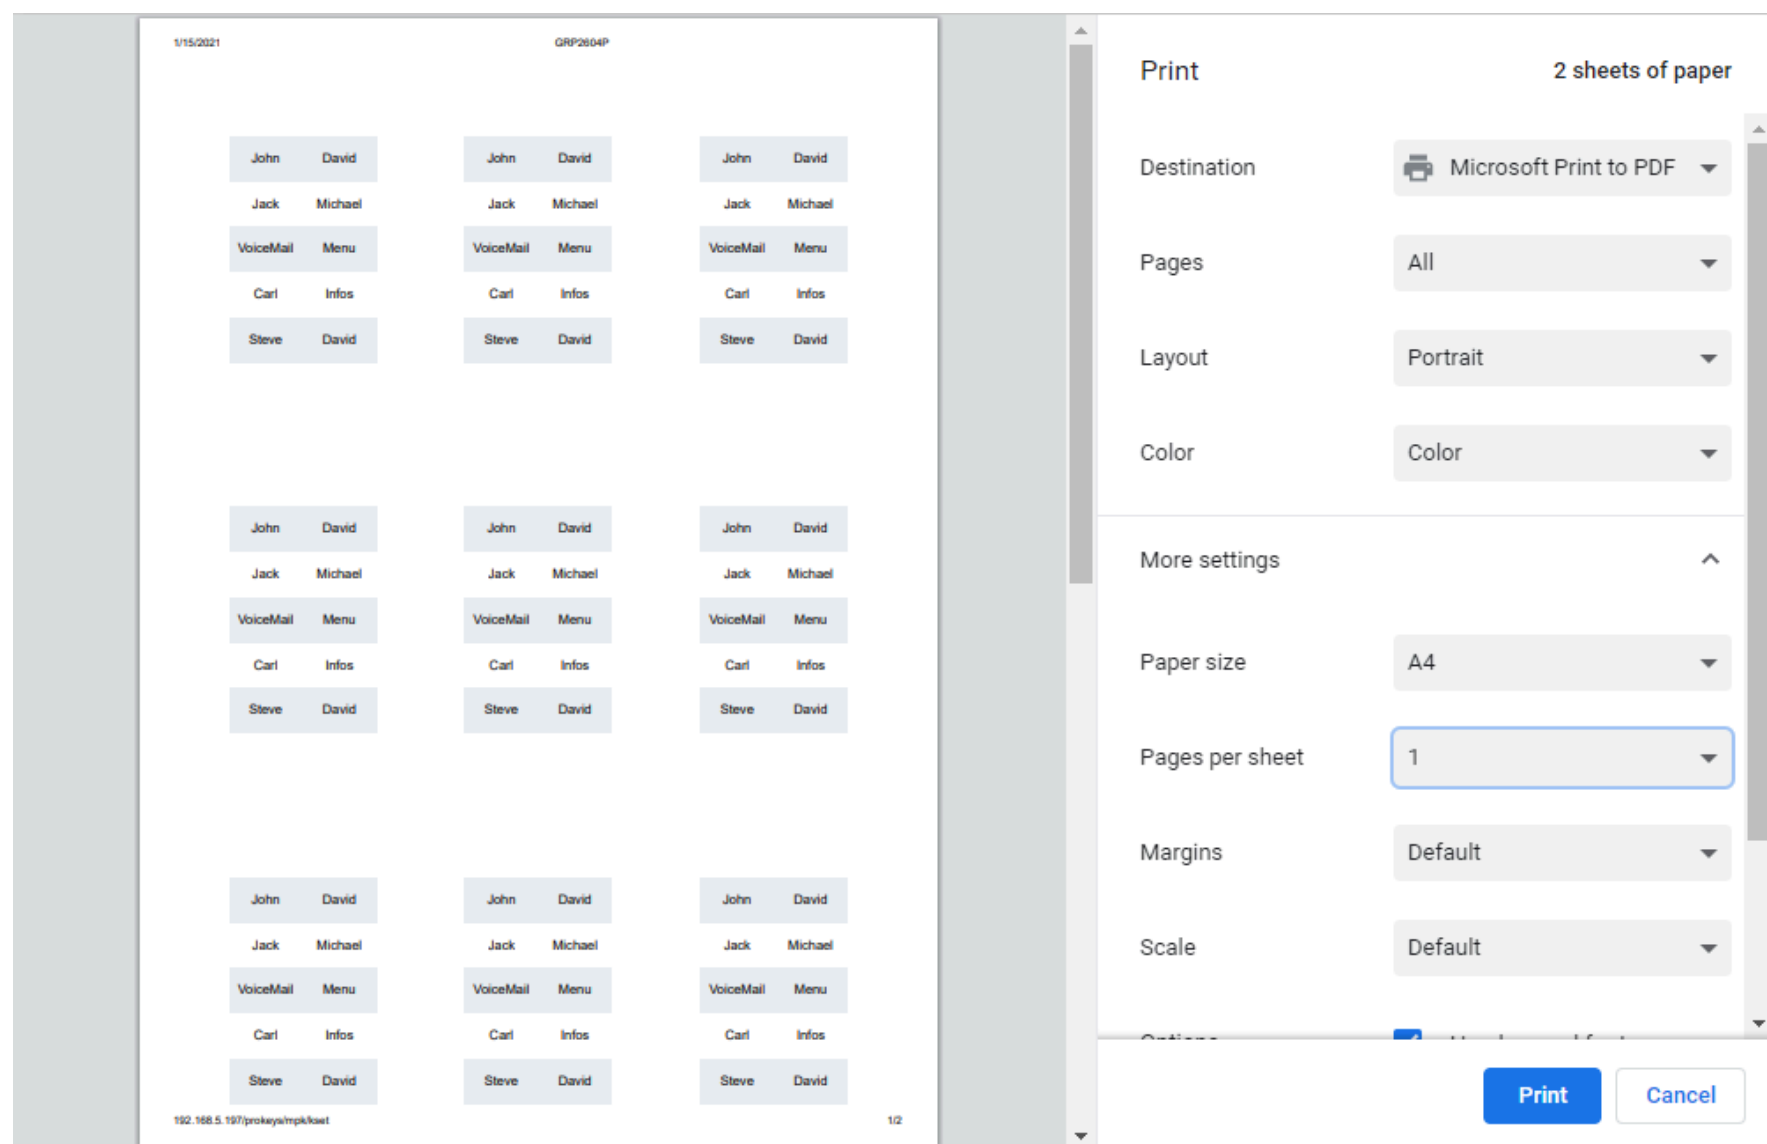 1/15/2021 GRP2604P
John David John David John David
Jack Michael Jack Michael Jack Michael
VoiceMail Menu VoiceMail Menu VoiceMail Menu
Carl Infos Carl Infos Carl Infos
Steve David Steve David Steve David
John David John David John David
Jack Michael Jack Michael Jack Michael
VoiceMail Menu VoiceMail Menu VoiceMail Menu
Carl Infos Carl Infos Carl Infos
Steve David Steve David Steve David
John David John David John David
Jack Michael Jack Michael Jack Michael
VoiceMail Menu VoiceMail Menu VoiceMail Menu
Carl Infos Carl Infos Carl Infos
Steve David Steve David Steve David
192.168.5.197/prokeys/mpk/kset 1/2
Print 2 sheets of paper
Destination Microsoft Print to PDF
Pages All
Layout Portrait
Color Color
More settings
Paper size A4
Pages per sheet 1
Margins Default
Scale Default
Print Cancel